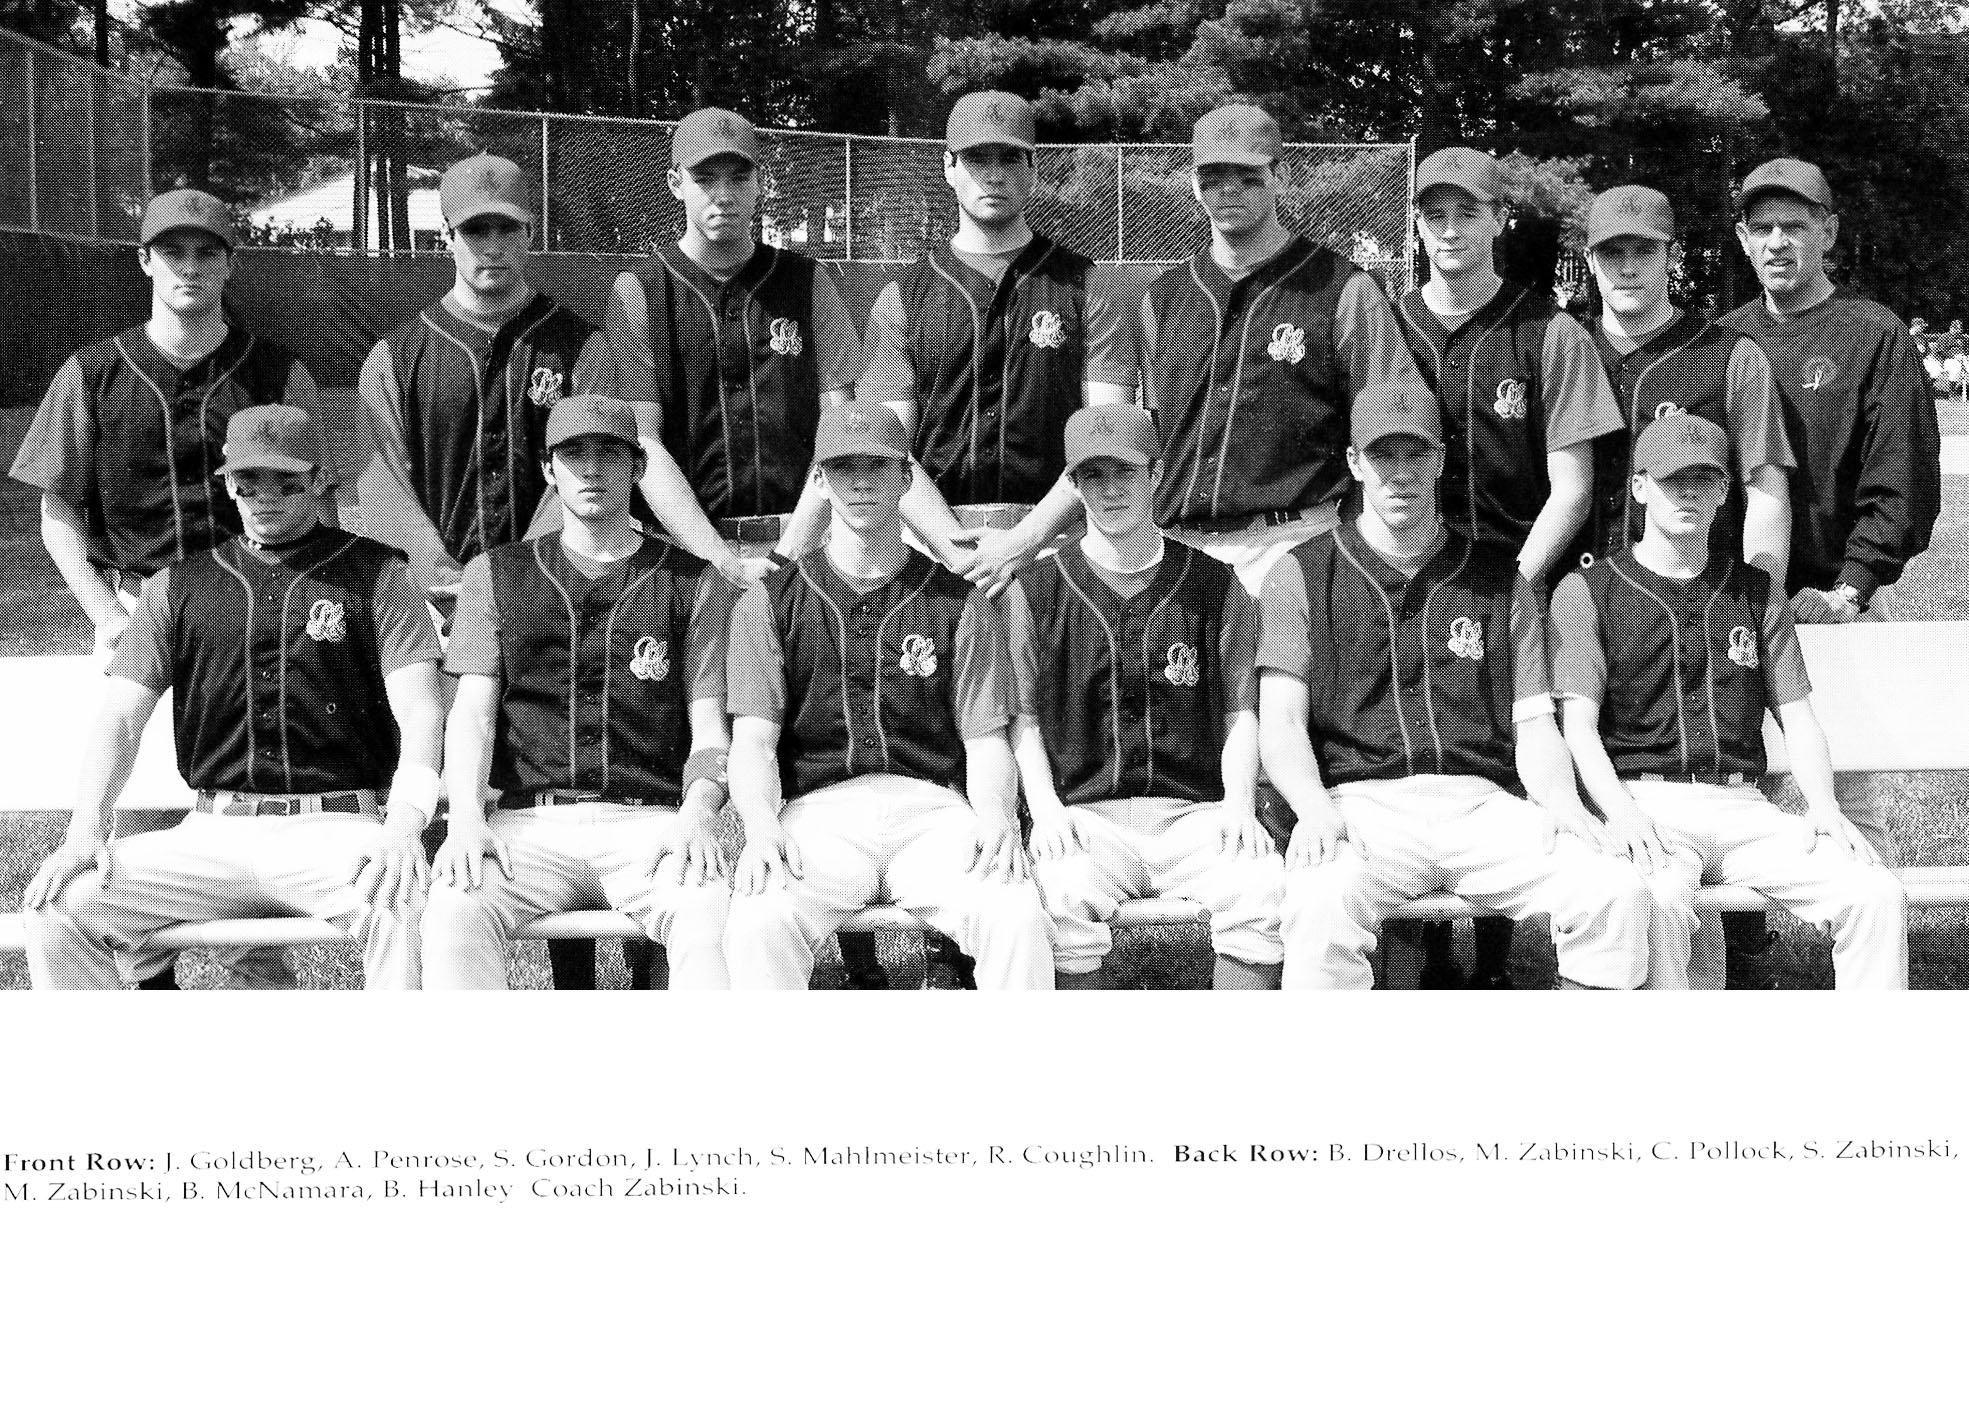 Front Row: J. Goldberg, A. Penrose, S. Gordon, J. Lynch, S. Mahlmeister, R. Coughlin. Back Row: B. Drellos, M. Zabinski, C. Pollock, S. Zabinski,
M. Zabinski, B. McNamara, B. Hanley Coach Zabinski.